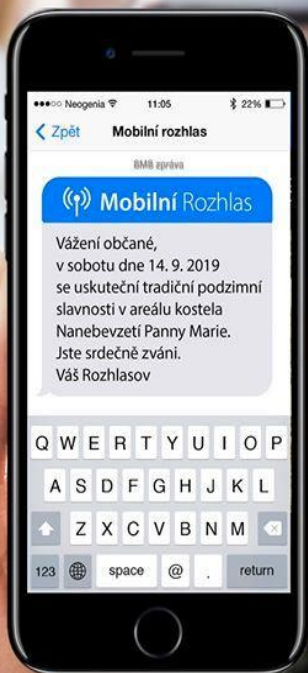 Neogenia 11:05 22%
Zpět Mobilní rozhlas
SMS zpráva
Mobilní Rozhlas
Vážení občané,
v sobotu dne 14. 9. 2019
se uskuteční tradiční podzimní
slavnosti v areálu kostela
Nanebevzetí Panny Marie.
Jste srdečně zváni.
Váš Rozhlasov
Q W E R T Y U I O P
A S D F G H J K L
Z X C V B N M
123 space @ . return